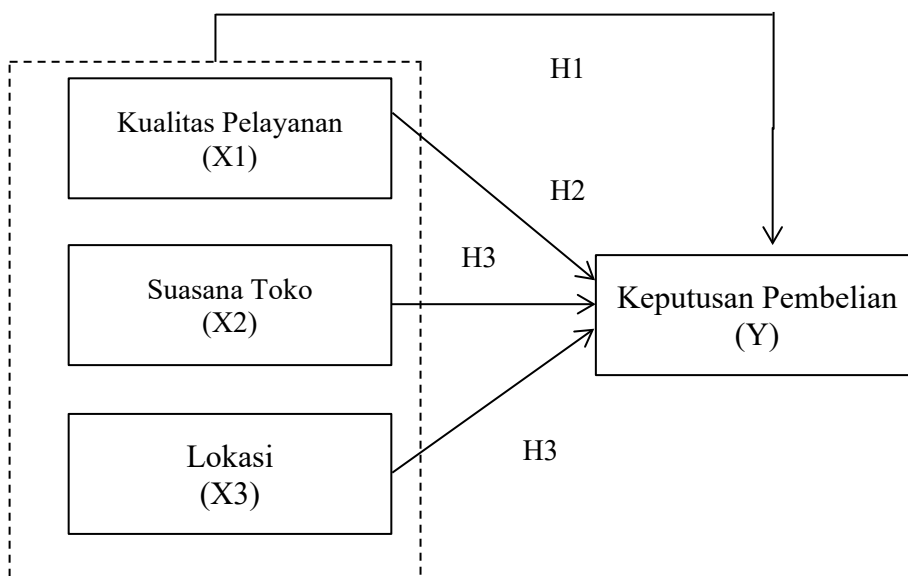 H1
Kualitas Pelayanan
(X1)
H2
H3
Suasana Toko
(X2)
Keputusan Pembelian
(Y)
Lokasi
(X3)
H3